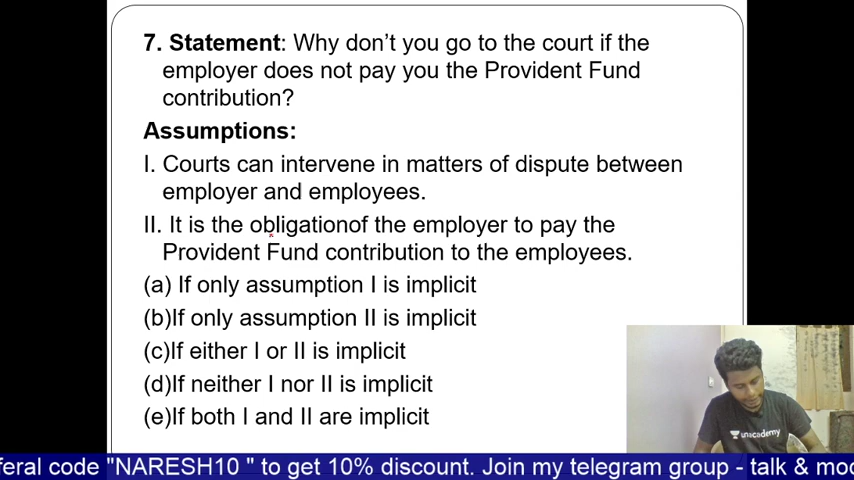 7. Statement: Why don’t you go to the court if the
employer does not pay you the Provident Fund
contribution?
Assumptions:
I. Courts can intervene in matters of dispute between
employer and employees.
II. It is the obligationof the employer to pay the
Provident Fund contribution to the employees.
(a) If only assumption I is implicit
(b)If only assumption II is implicit
(c)If either I or II is implicit
(d)If neither I nor II is implicit
(e)If both I and II are implicit
unacademy
feral code "NARESH10 " to get 10% discount. Join my telegram group - talk & moc